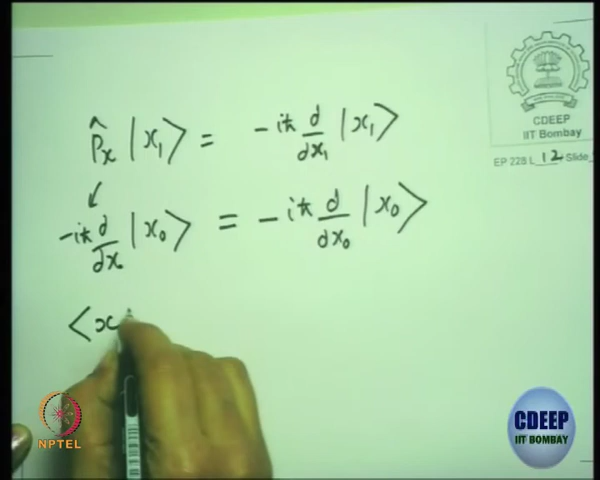 CDEEP
IIT Bombay
EP 228 L 12 Slide
p̂ₓ |x₁⟩ = -iħ d/dx₁ |x₁⟩
-iħ d/dx |x₀⟩ = -iħ d/dx₀ |x₀⟩
⟨x
NPTEL
CDEEP
IIT BOMBAY